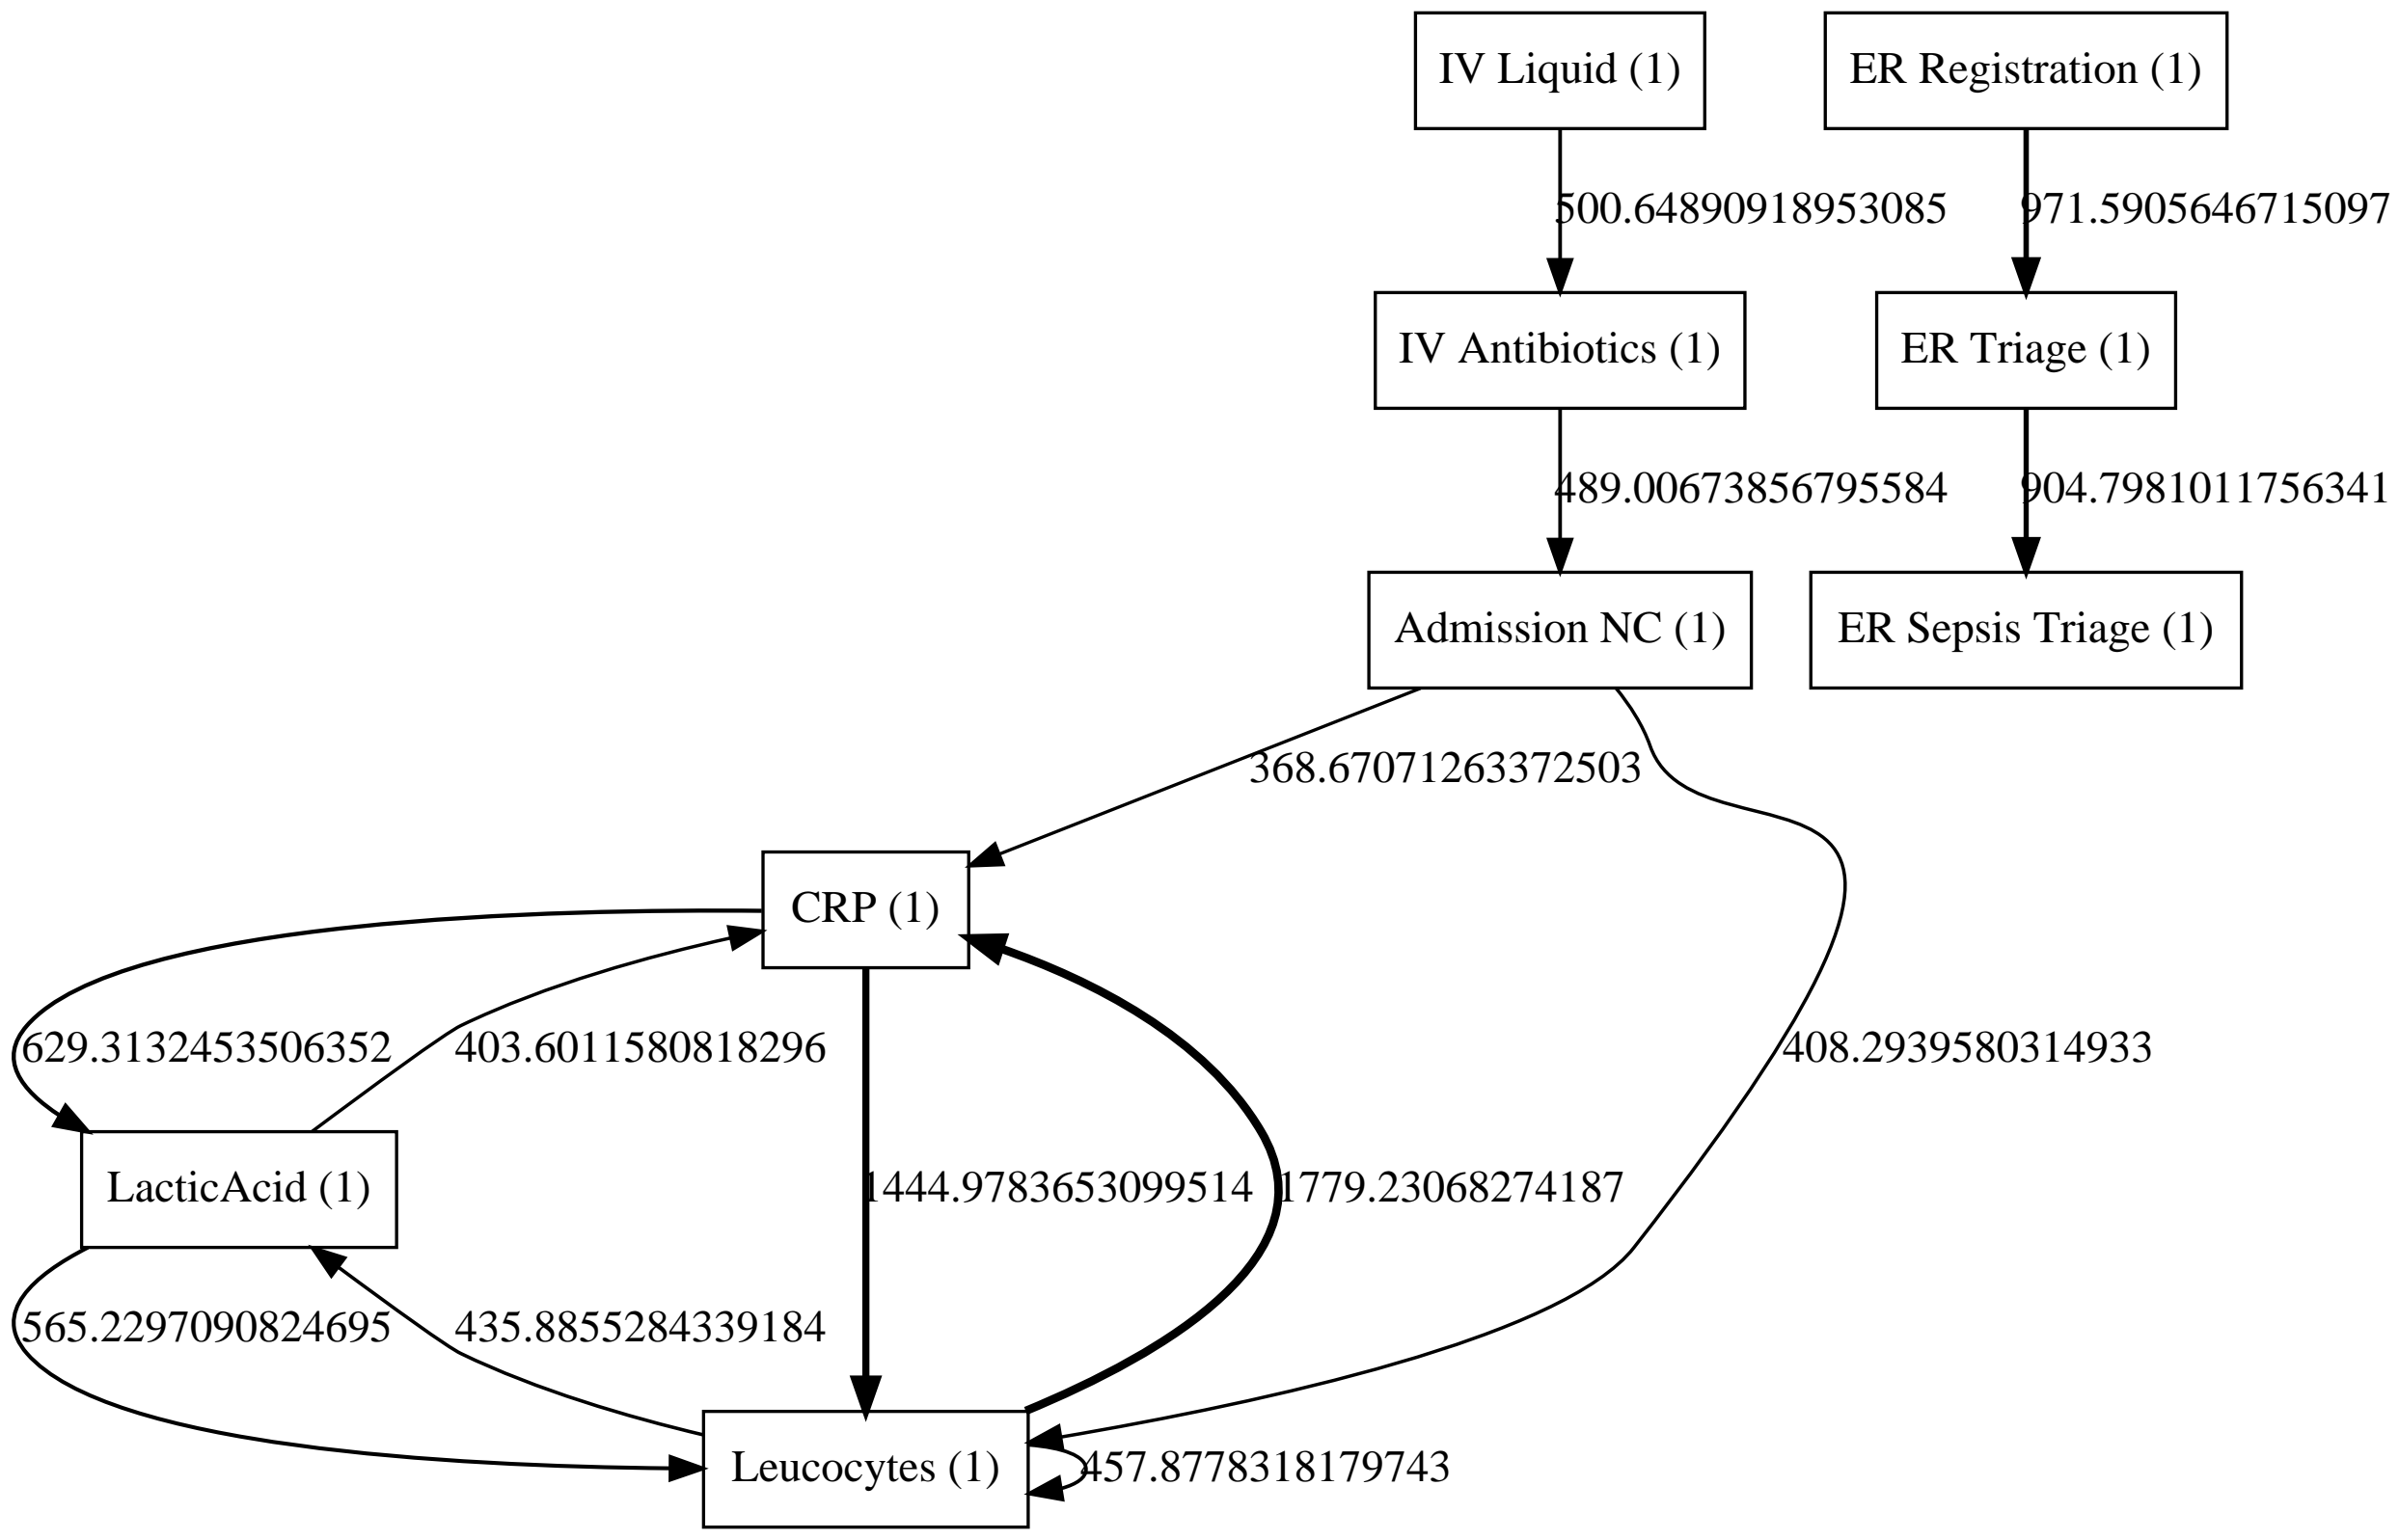 IV Liquid (1)
ER Registration (1)
500.64890918953085
971.5905646715097
IV Antibiotics (1)
ER Triage (1)
489.00673856795584
904.7981011756341
Admission NC (1)
ER Sepsis Triage (1)
368.67071263372503
CRP (1)
629.3132453506352
403.6011580818296
408.2939580314933
LacticAcid (1)
1444.9783653099514
1779.23068274187
565.2297090824695
435.8855284339184
Leucocytes (1)
457.8778318179743